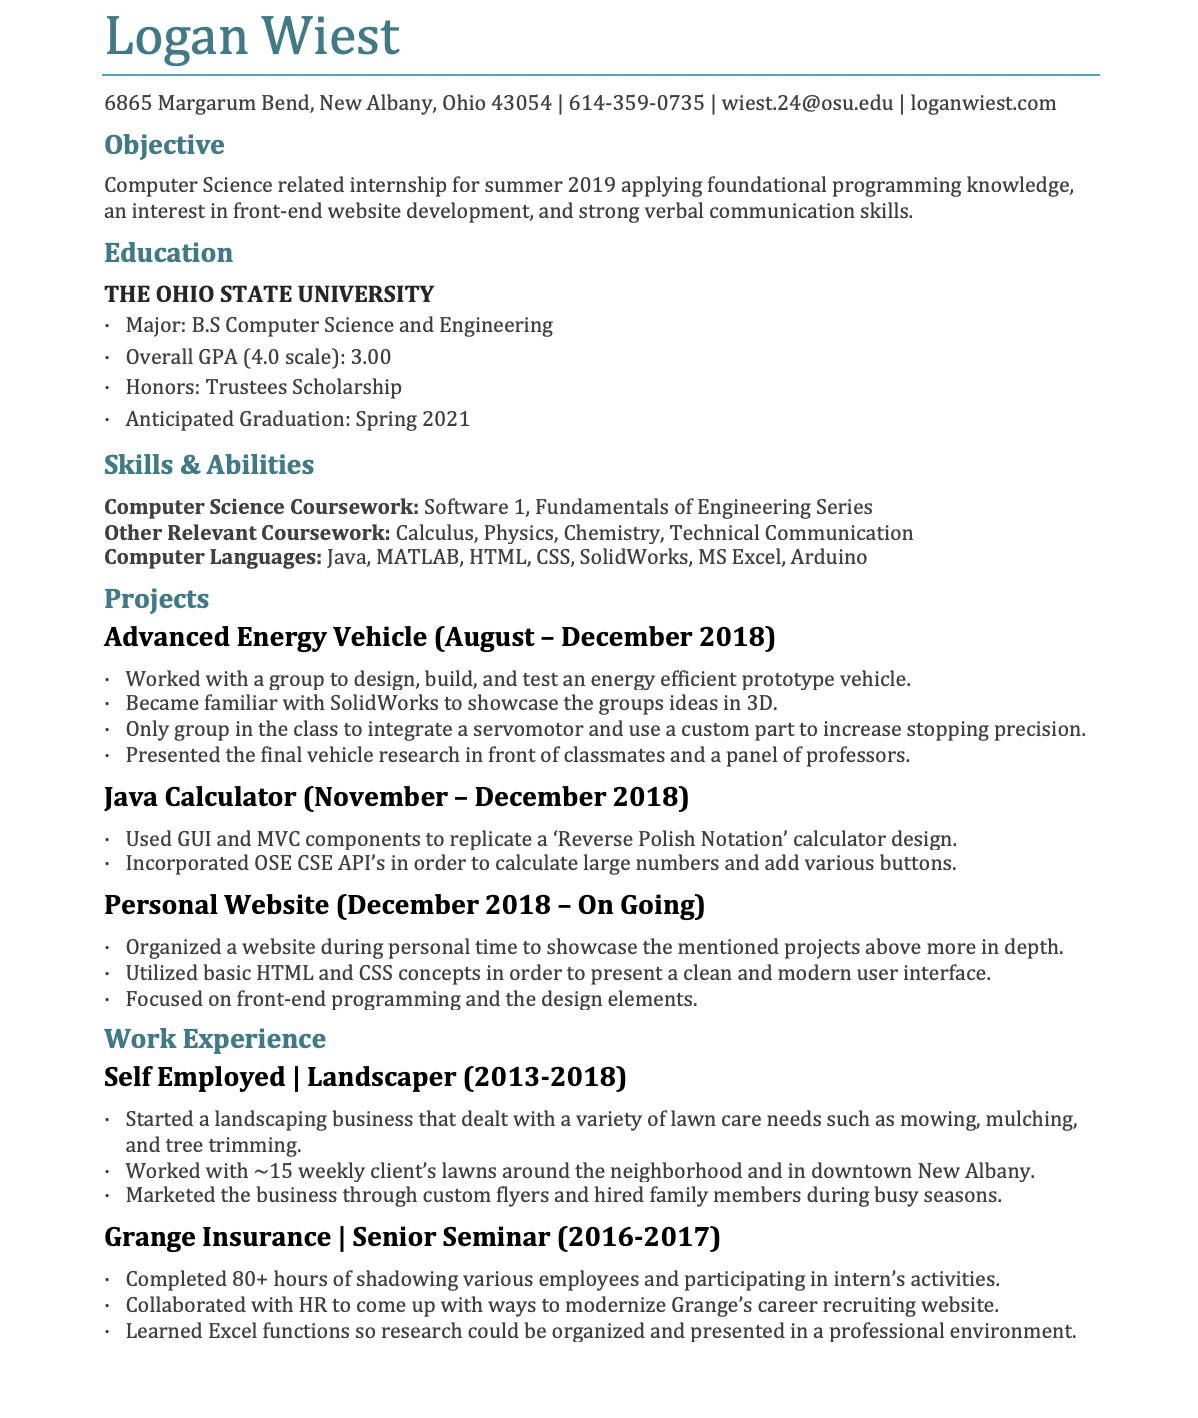 Logan Wiest
6865 Margarum Bend, New Albany, Ohio 43054 | 614-359-0735 | wiest.24@osu.edu | loganwiest.com
Objective
Computer Science related internship for summer 2019 applying foundational programming knowledge,
an interest in front-end website development, and strong verbal communication skills.
Education
THE OHIO STATE UNIVERSITY
· Major: B.S Computer Science and Engineering
· Overall GPA (4.0 scale): 3.00
· Honors: Trustees Scholarship
· Anticipated Graduation: Spring 2021
Skills & Abilities
Computer Science Coursework: Software 1, Fundamentals of Engineering Series
Other Relevant Coursework: Calculus, Physics, Chemistry, Technical Communication
Computer Languages: Java, MATLAB, HTML, CSS, SolidWorks, MS Excel, Arduino
Projects
Advanced Energy Vehicle (August – December 2018)
· Worked with a group to design, build, and test an energy efficient prototype vehicle.
· Became familiar with SolidWorks to showcase the groups ideas in 3D.
· Only group in the class to integrate a servomotor and use a custom part to increase stopping precision.
· Presented the final vehicle research in front of classmates and a panel of professors.
Java Calculator (November – December 2018)
· Used GUI and MVC components to replicate a ‘Reverse Polish Notation’ calculator design.
· Incorporated OSE CSE API’s in order to calculate large numbers and add various buttons.
Personal Website (December 2018 – On Going)
· Organized a website during personal time to showcase the mentioned projects above more in depth.
· Utilized basic HTML and CSS concepts in order to present a clean and modern user interface.
· Focused on front-end programming and the design elements.
Work Experience
Self Employed | Landscaper (2013-2018)
· Started a landscaping business that dealt with a variety of lawn care needs such as mowing, mulching,
and tree trimming.
· Worked with ~15 weekly client’s lawns around the neighborhood and in downtown New Albany.
· Marketed the business through custom flyers and hired family members during busy seasons.
Grange Insurance | Senior Seminar (2016-2017)
· Completed 80+ hours of shadowing various employees and participating in intern’s activities.
· Collaborated with HR to come up with ways to modernize Grange’s career recruiting website.
· Learned Excel functions so research could be organized and presented in a professional environment.